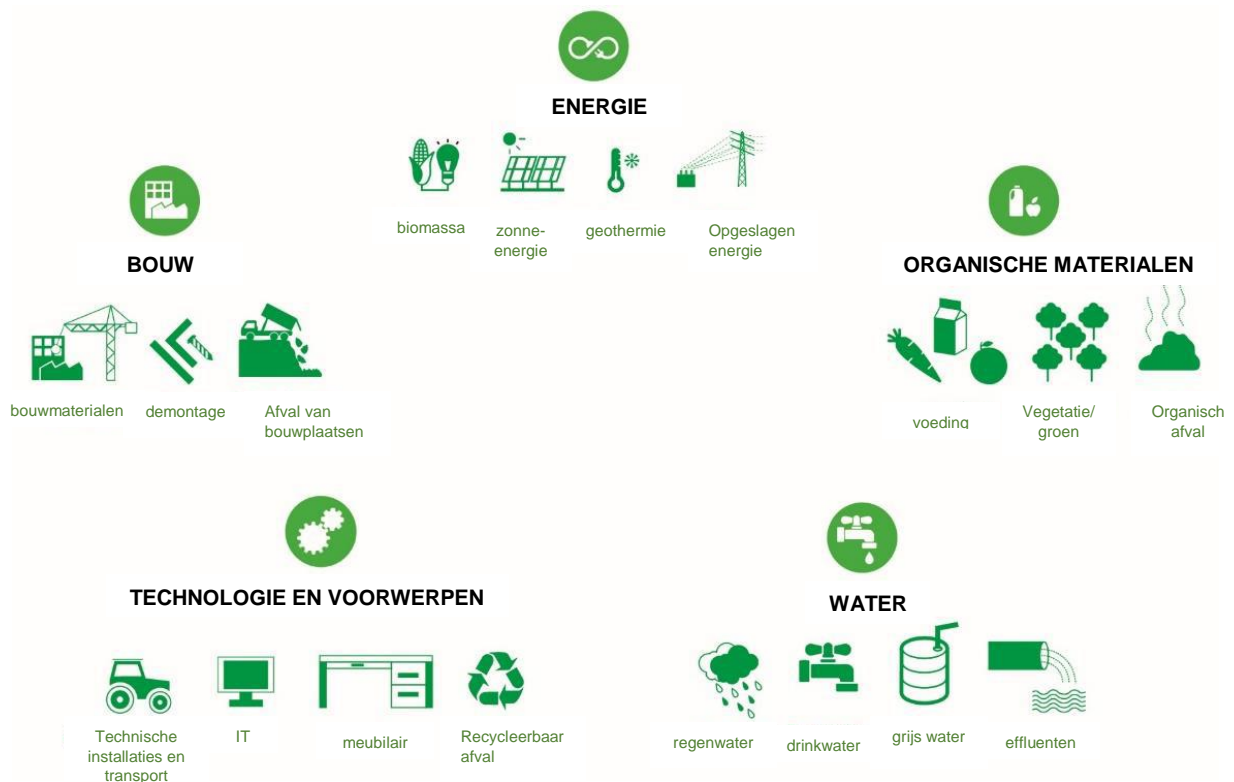 ENERGIE
biomassa
zonne-
energie
geothermie
Opgeslagen
energie
BOUW
bouwmaterialen
demontage
Afval van
bouwplaatsen
ORGANISCHE MATERIALEN
voeding
Vegetatie/
groen
Organisch
afval
TECHNOLOGIE EN VOORWERPEN
Technische
installaties en
transport
IT
meubilair
Recycleerbaar
afval
WATER
regenwater
drinkwater
grijs water
effluenten